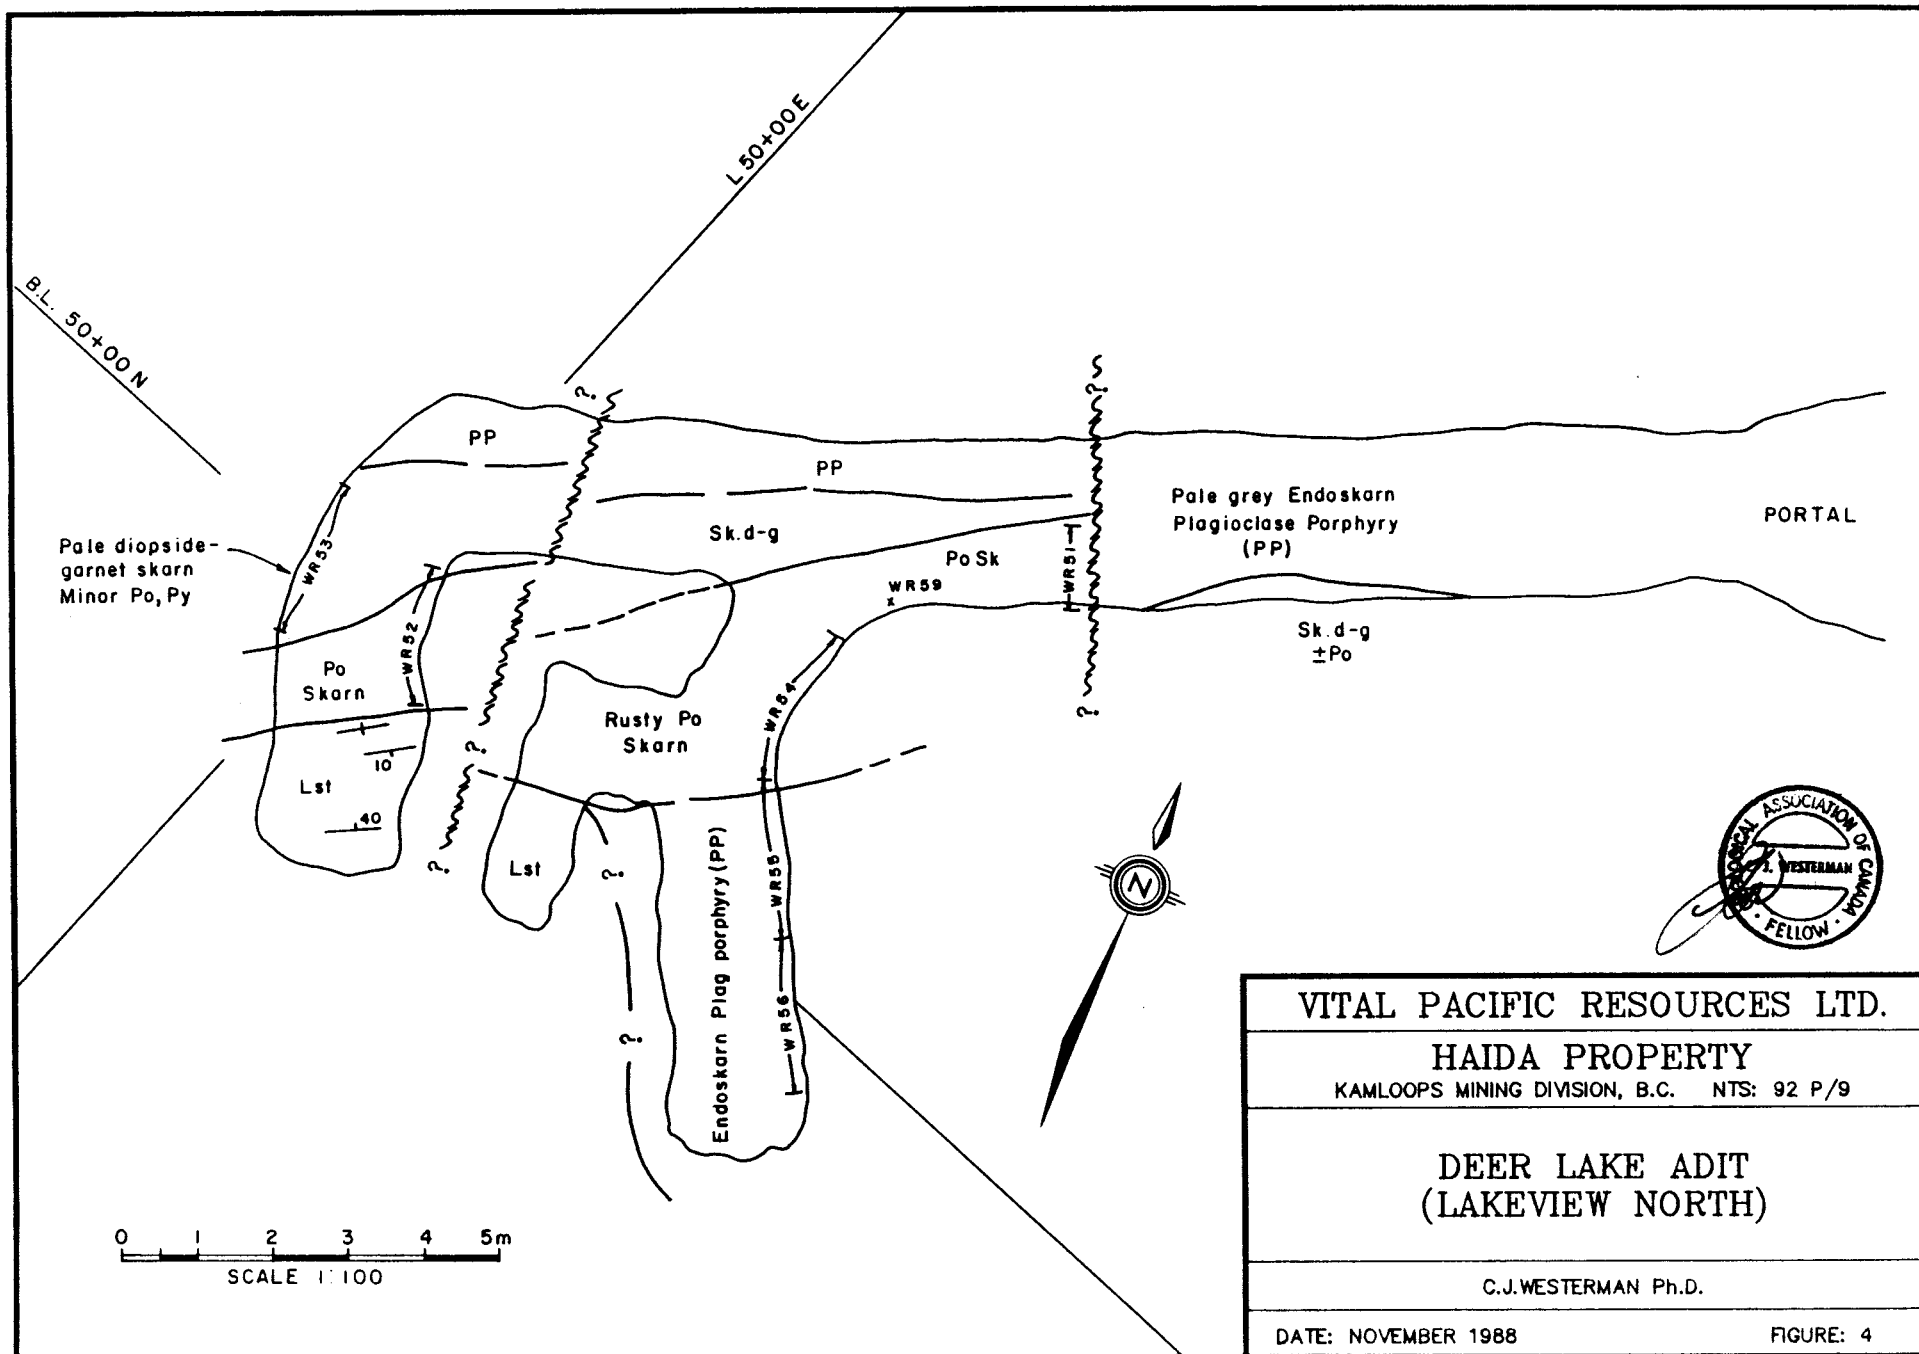 L 50+00E
B.L. 50+00 N
?
?
PP
PP
Pale grey Endoskarn
Plagioclase Porphyry
(PP)
PORTAL
Sk.d-g
Pale diopside-
garnet skarn
Minor Po, Py
WR53
Po Sk
WR51
WR59
x
WR52
Sk.d-g
±Po
Po
Skarn
WR54
Rusty Po
Skarn
?
?
10
Lst
40
?
Lst
?
Endoskarn Plag porphyry (PP)
WR55
WR56
?
N
GEOLOGICAL ASSOCIATION OF CANADA
J. WESTERMAN
FELLOW
VITAL PACIFIC RESOURCES LTD.
HAIDA PROPERTY
KAMLOOPS MINING DIVISION, B.C. NTS: 92 P/9
DEER LAKE ADIT
(LAKEVIEW NORTH)
C.J.WESTERMAN Ph.D.
DATE: NOVEMBER 1988 FIGURE: 4
0 1 2 3 4 5m
SCALE 1:100